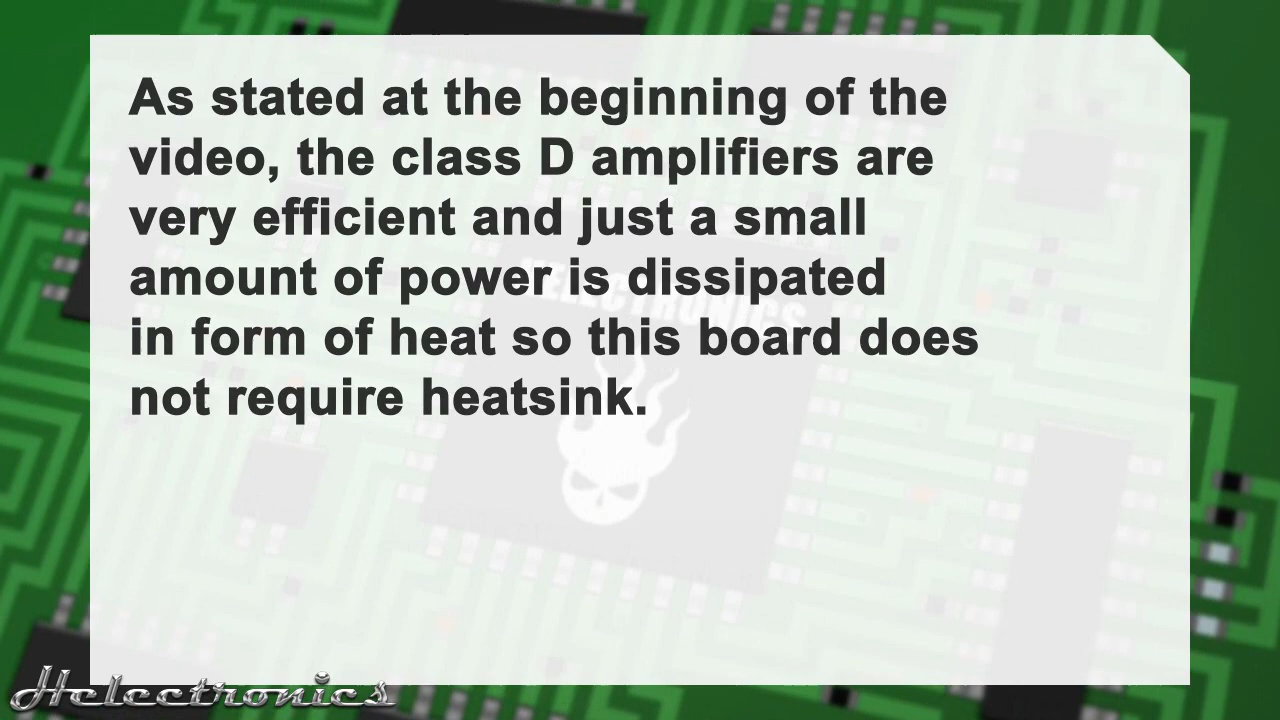 As stated at the beginning of the
video, the class D amplifiers are
very efficient and just a small
amount of power is dissipated
in form of heat so this board does
not require heatsink.
HELECTRONICS
Helectronics